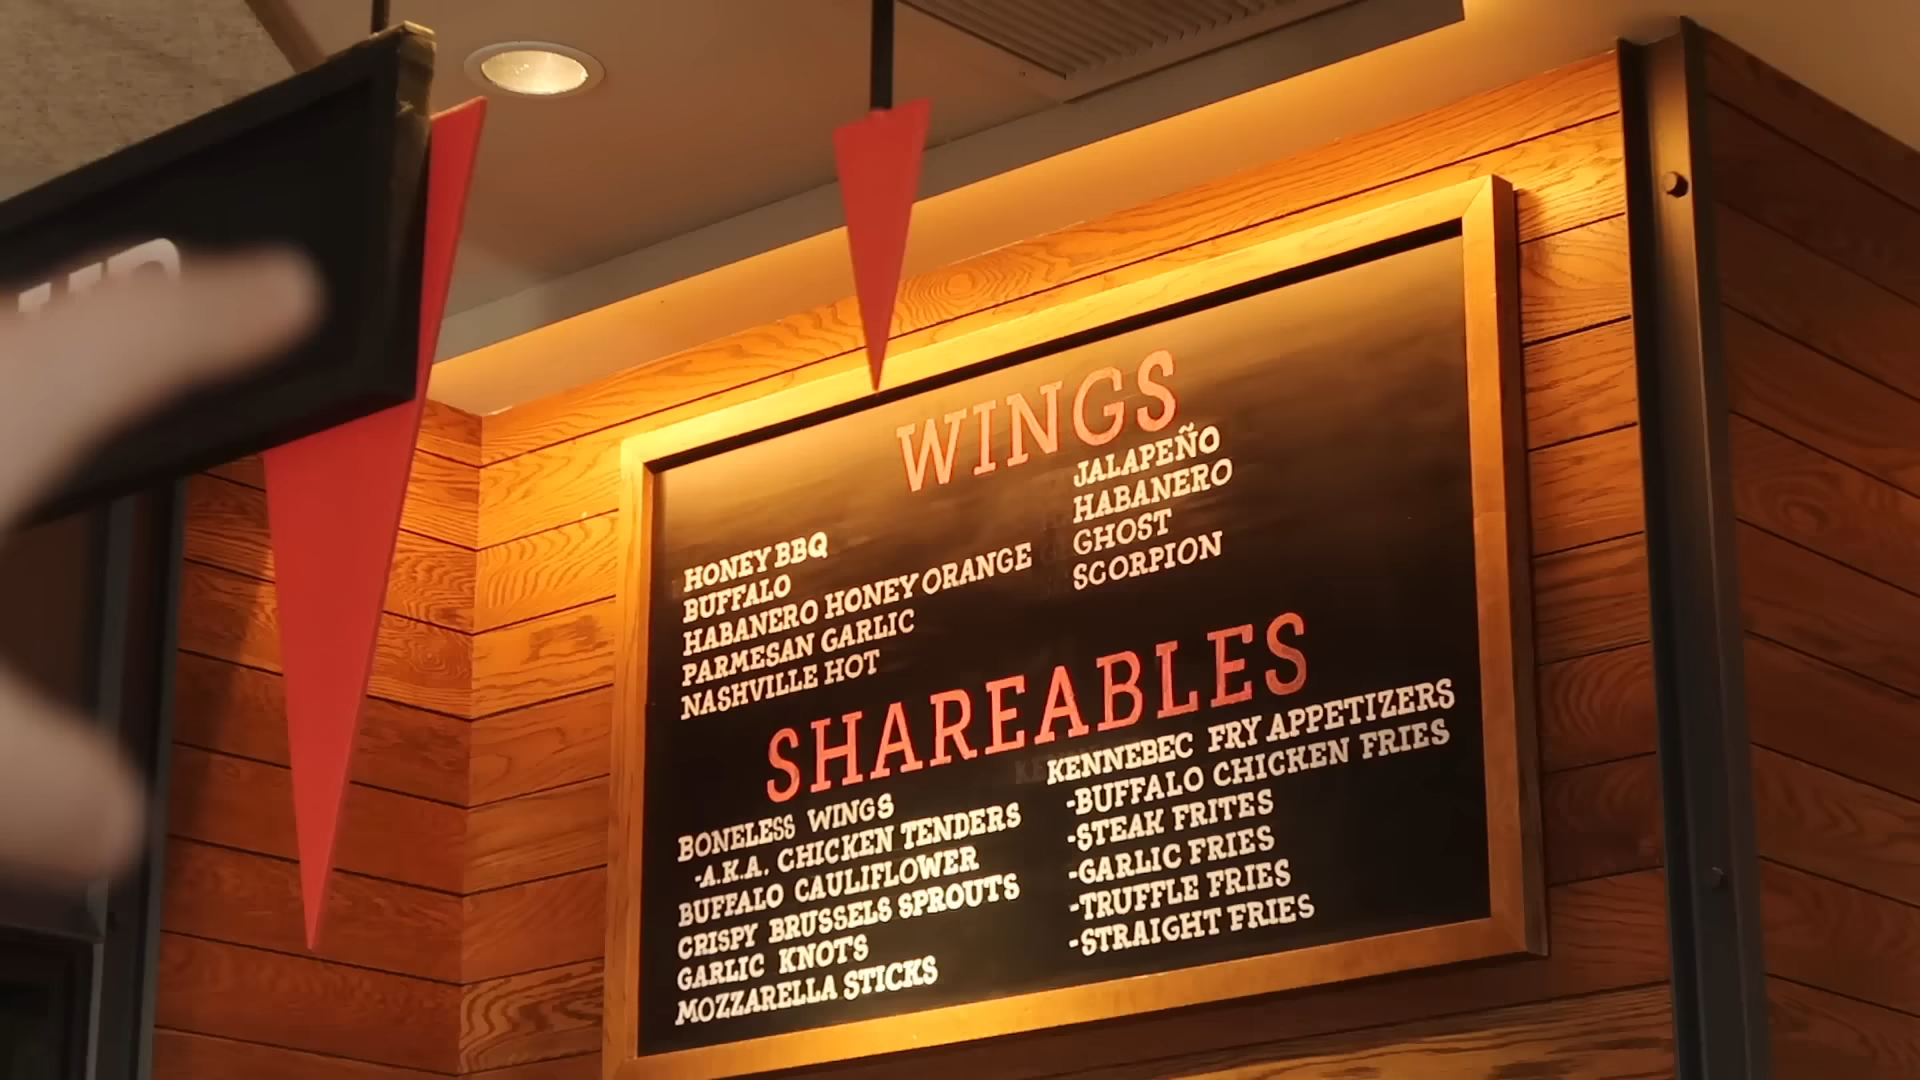 WINGS
HONEY BBQ
BUFFALO
HABANERO HONEY ORANGE
PARMESAN GARLIC
NASHVILLE HOT
JALAPEÑO
HABANERO
GHOST
SCORPION
SHAREABLES
BONELESS WINGS
-A.K.A. CHICKEN TENDERS
BUFFALO CAULIFLOWER
CRISPY BRUSSELS SPROUTS
GARLIC KNOTS
MOZZARELLA STICKS
KENNEBEC FRY APPETIZERS
-BUFFALO CHICKEN FRIES
-STEAK FRITES
-GARLIC FRIES
-TRUFFLE FRIES
-STRAIGHT FRIES